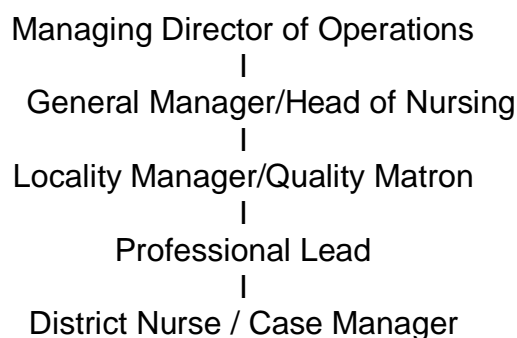 Managing Director of Operations
General Manager/Head of Nursing
Locality Manager/Quality Matron
Professional Lead
District Nurse / Case Manager